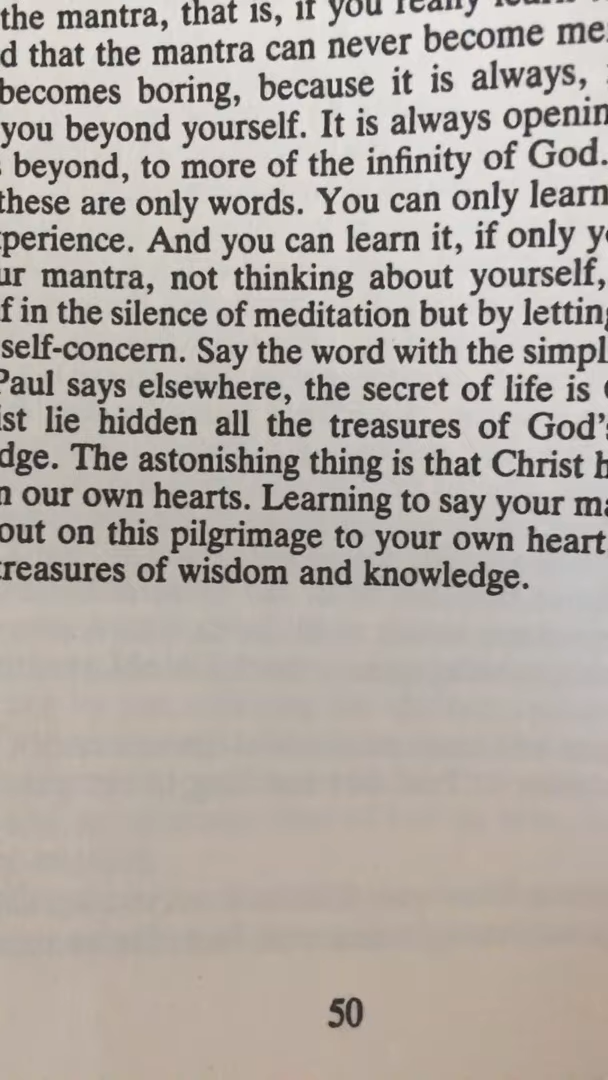 the mantra, that is, if you really
d that the mantra can never become
becomes boring, because it is always,
you beyond yourself. It is always openin
beyond, to more of the infinity of God.
these are only words. You can only learn
perience. And you can learn it, if only y
ur mantra, not thinking about yourself,
f in the silence of meditation but by letting
self-concern. Say the word with the simpl
Paul says elsewhere, the secret of life is
ist lie hidden all the treasures of God's
dge. The astonishing thing is that Christ h
n our own hearts. Learning to say your ma
out on this pilgrimage to your own heart
treasures of wisdom and knowledge.
50